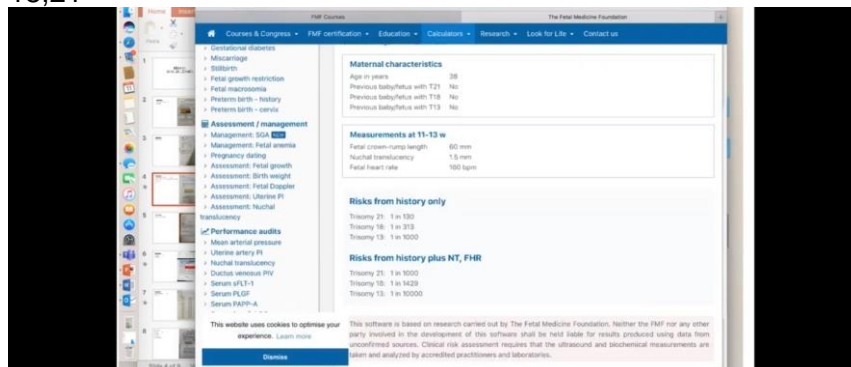 FMF Courses
The Fetal Medicine Foundation
Courses & Congress
FMF certification
Education
Calculators
Research
Look for Life
Contact us
Home
Gestational diabetes
Miscarriage
Stillbirth
Fetal growth restriction
Fetal macrosomia
Preterm birth - history
Preterm birth - cervix
Assessment / management
Management: SGA NEW
Management: Fetal anemia
Pregnancy dating
Assessment: Fetal growth
Assessment: Birth weight
Assessment: Fetal Doppler
Assessment: Uterine PI
Assessment: Nuchal
translucency
Performance audits
Mean arterial pressure
Uterine artery PI
Nuchal translucency
Ductus venosus PIV
Serum sFLT-1
Serum PLGF
Serum PAPP-A
Maternal characteristics
Age in years 38
Previous baby/fetus with T21 No
Previous baby/fetus with T18 No
Previous baby/fetus with T13 No
Measurements at 11-13 w
Fetal crown-rump length 60 mm
Nuchal translucency 1.5 mm
Fetal heart rate 160 bpm
Risks from history only
Trisomy 21: 1 in 130
Trisomy 18: 1 in 313
Trisomy 13: 1 in 1000
Risks from history plus NT, FHR
Trisomy 21: 1 in 1000
Trisomy 18: 1 in 1429
Trisomy 13: 1 in 10000
This website uses cookies to optimise your
experience. Learn more
Dismiss
This software is based on research carried out by The Fetal Medicine Foundation. Neither the FMF nor any other
party involved in the development of this software shall be held liable for results produced using data from
unconfirmed sources. Clinical risk assessment requires that the ultrasound and biochemical measurements are
taken and analyzed by accredited practitioners and laboratories.